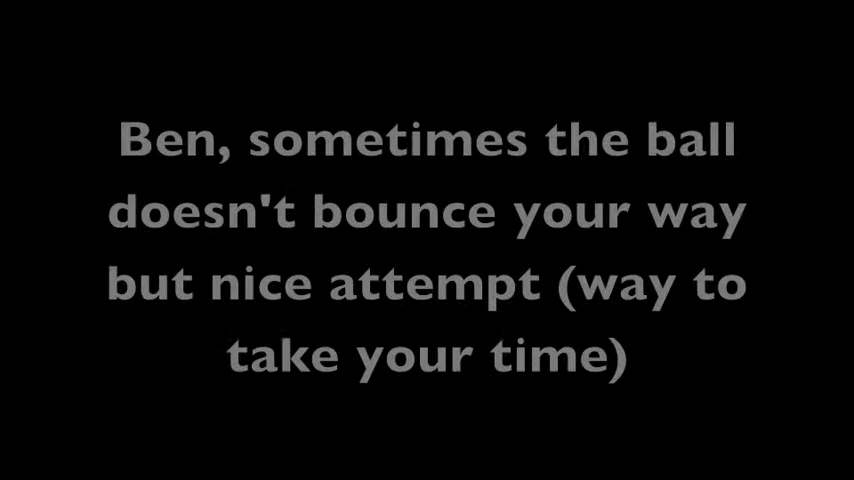 Ben, sometimes the ball
doesn't bounce your way
but nice attempt (way to
take your time)